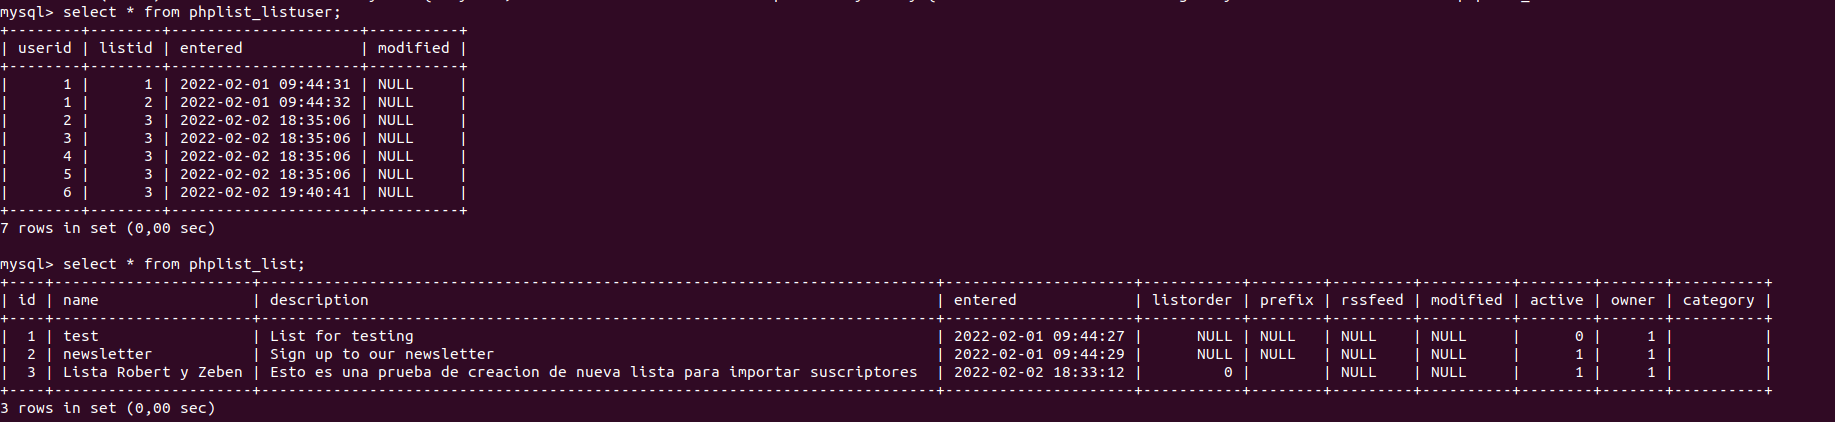 mysql> select * from phplist_listuser;
+--------+--------+---------------------+----------+
| userid | listid | entered             | modified |
+--------+--------+---------------------+----------+
|      1 |      1 | 2022-02-01 09:44:31 | NULL     |
|      1 |      2 | 2022-02-01 09:44:32 | NULL     |
|      2 |      3 | 2022-02-02 18:35:06 | NULL     |
|      3 |      3 | 2022-02-02 18:35:06 | NULL     |
|      4 |      3 | 2022-02-02 18:35:06 | NULL     |
|      5 |      3 | 2022-02-02 18:35:06 | NULL     |
|      6 |      3 | 2022-02-02 19:40:41 | NULL     |
+--------+--------+---------------------+----------+
7 rows in set (0,00 sec)

mysql> select * from phplist_list;
+----+----------------------+---------------------------------------------------------------------------+---------------------+-----------+--------+---------+----------+--------+-------+----------+
| id | name                 | description                                                               | entered             | listorder | prefix | rssfeed | modified | active | owner | category |
+----+----------------------+---------------------------------------------------------------------------+---------------------+-----------+--------+---------+----------+--------+-------+----------+
|  1 | test                 | List for testing                                                          | 2022-02-01 09:44:27 |      NULL | NULL   | NULL    | NULL     |      0 |     1 |          |
|  2 | newsletter           | Sign up to our newsletter                                                 | 2022-02-01 09:44:29 |      NULL | NULL   | NULL    | NULL     |      1 |     1 |          |
|  3 | Lista Robert y Zeben | Esto es una prueba de creacion de nueva lista para importar suscriptores  | 2022-02-02 18:33:12 |         0 |        | NULL    | NULL     |      1 |     1 |          |
+----+----------------------+---------------------------------------------------------------------------+---------------------+-----------+--------+---------+----------+--------+-------+----------+
3 rows in set (0,00 sec)